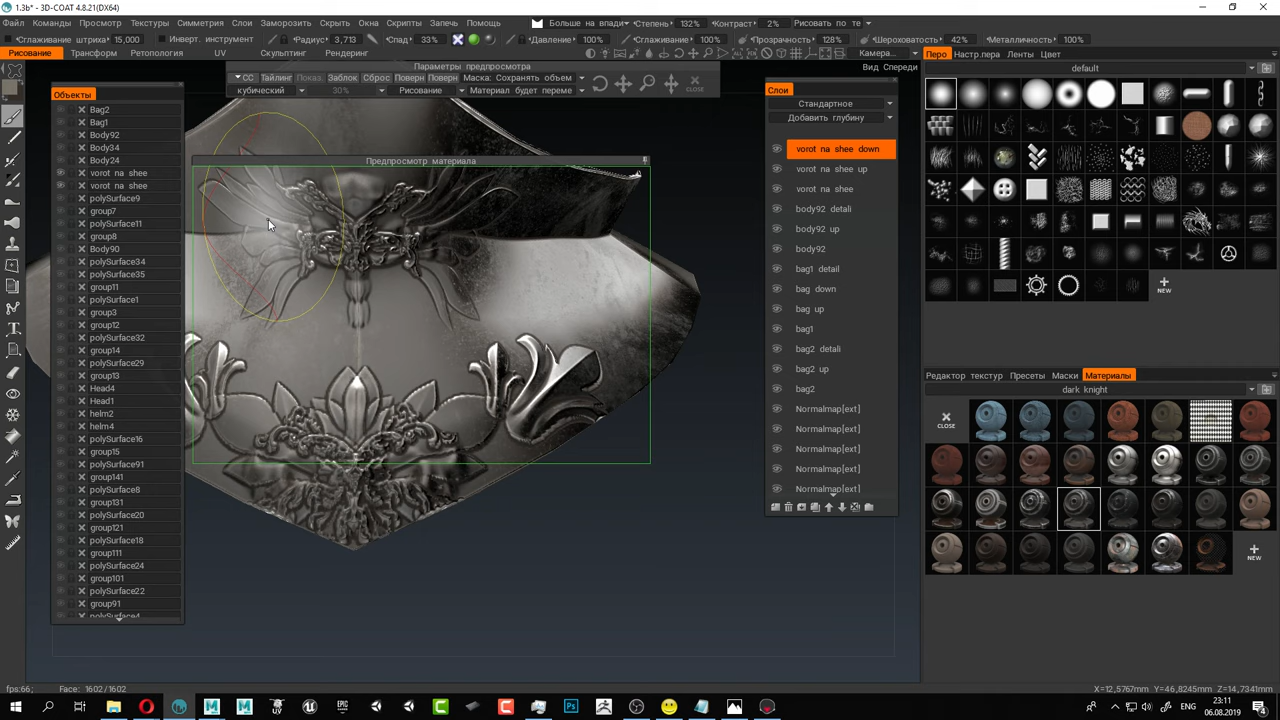 1.3b* - 3D-COAT 4.8.21(DX64)
Команды Просмотр Текстуры Симметрия Слои Заморозить Скрыть Окна Скрипты Запечь Помощь Больше на впади Степень 132% Контраст 2% Рисовать по те
Сглаживание штриха 15,000 Инверт. инструмент Радиус 3,713 Спад 33% Давление 100% Сглаживание 100% Прозрачность 128% Шероховатость 42% Металличность 100%
Рисование Трансформ Ретопология UV Скульптинг Рендеринг Камера... Перо Настр.пера Ленты Цвет
Параметры предпросмотра
Вид Спереди
default
СС Тайлинг Показ. Заблок Сброс Поверн Поверн Маска: Сохранять объем
CLOSE
кубический 30% Рисование Материал будет переме
Объекты
Bag2
Bag1
Body92
Body34
Body24
vorot na shee
vorot na shee
polySurface9
group7
polySurface11
group8
Body90
polySurface34
polySurface35
group11
polySurface1
group3
group12
polySurface32
group14
polySurface29
group13
Head4
Head1
helm2
helm4
polySurface16
group15
polySurface91
group141
polySurface8
group131
polySurface20
group121
polySurface18
group111
polySurface24
group101
polySurface22
group91
polySurface4
Предпросмотр материала
Слои
Стандартное
Добавить глубину
vorot na shee down
vorot na shee up
vorot na shee
body92 detali
body92 up
body92
bag1 detail
bag down
bag up
bag1
bag2 detali
bag2 up
bag2
Normalmap[ext]
Normalmap[ext]
Normalmap[ext]
Normalmap[ext]
Normalmap[ext]
NEW
Редактор текстур Пресеты Маски Материалы
dark knight
CLOSE
NEW
fps:66; Face: 1602/1602
X=12,5767mm Y=46,8245mm Z=14,7341mm
EPIC
ENG
23:11
06.08.2019